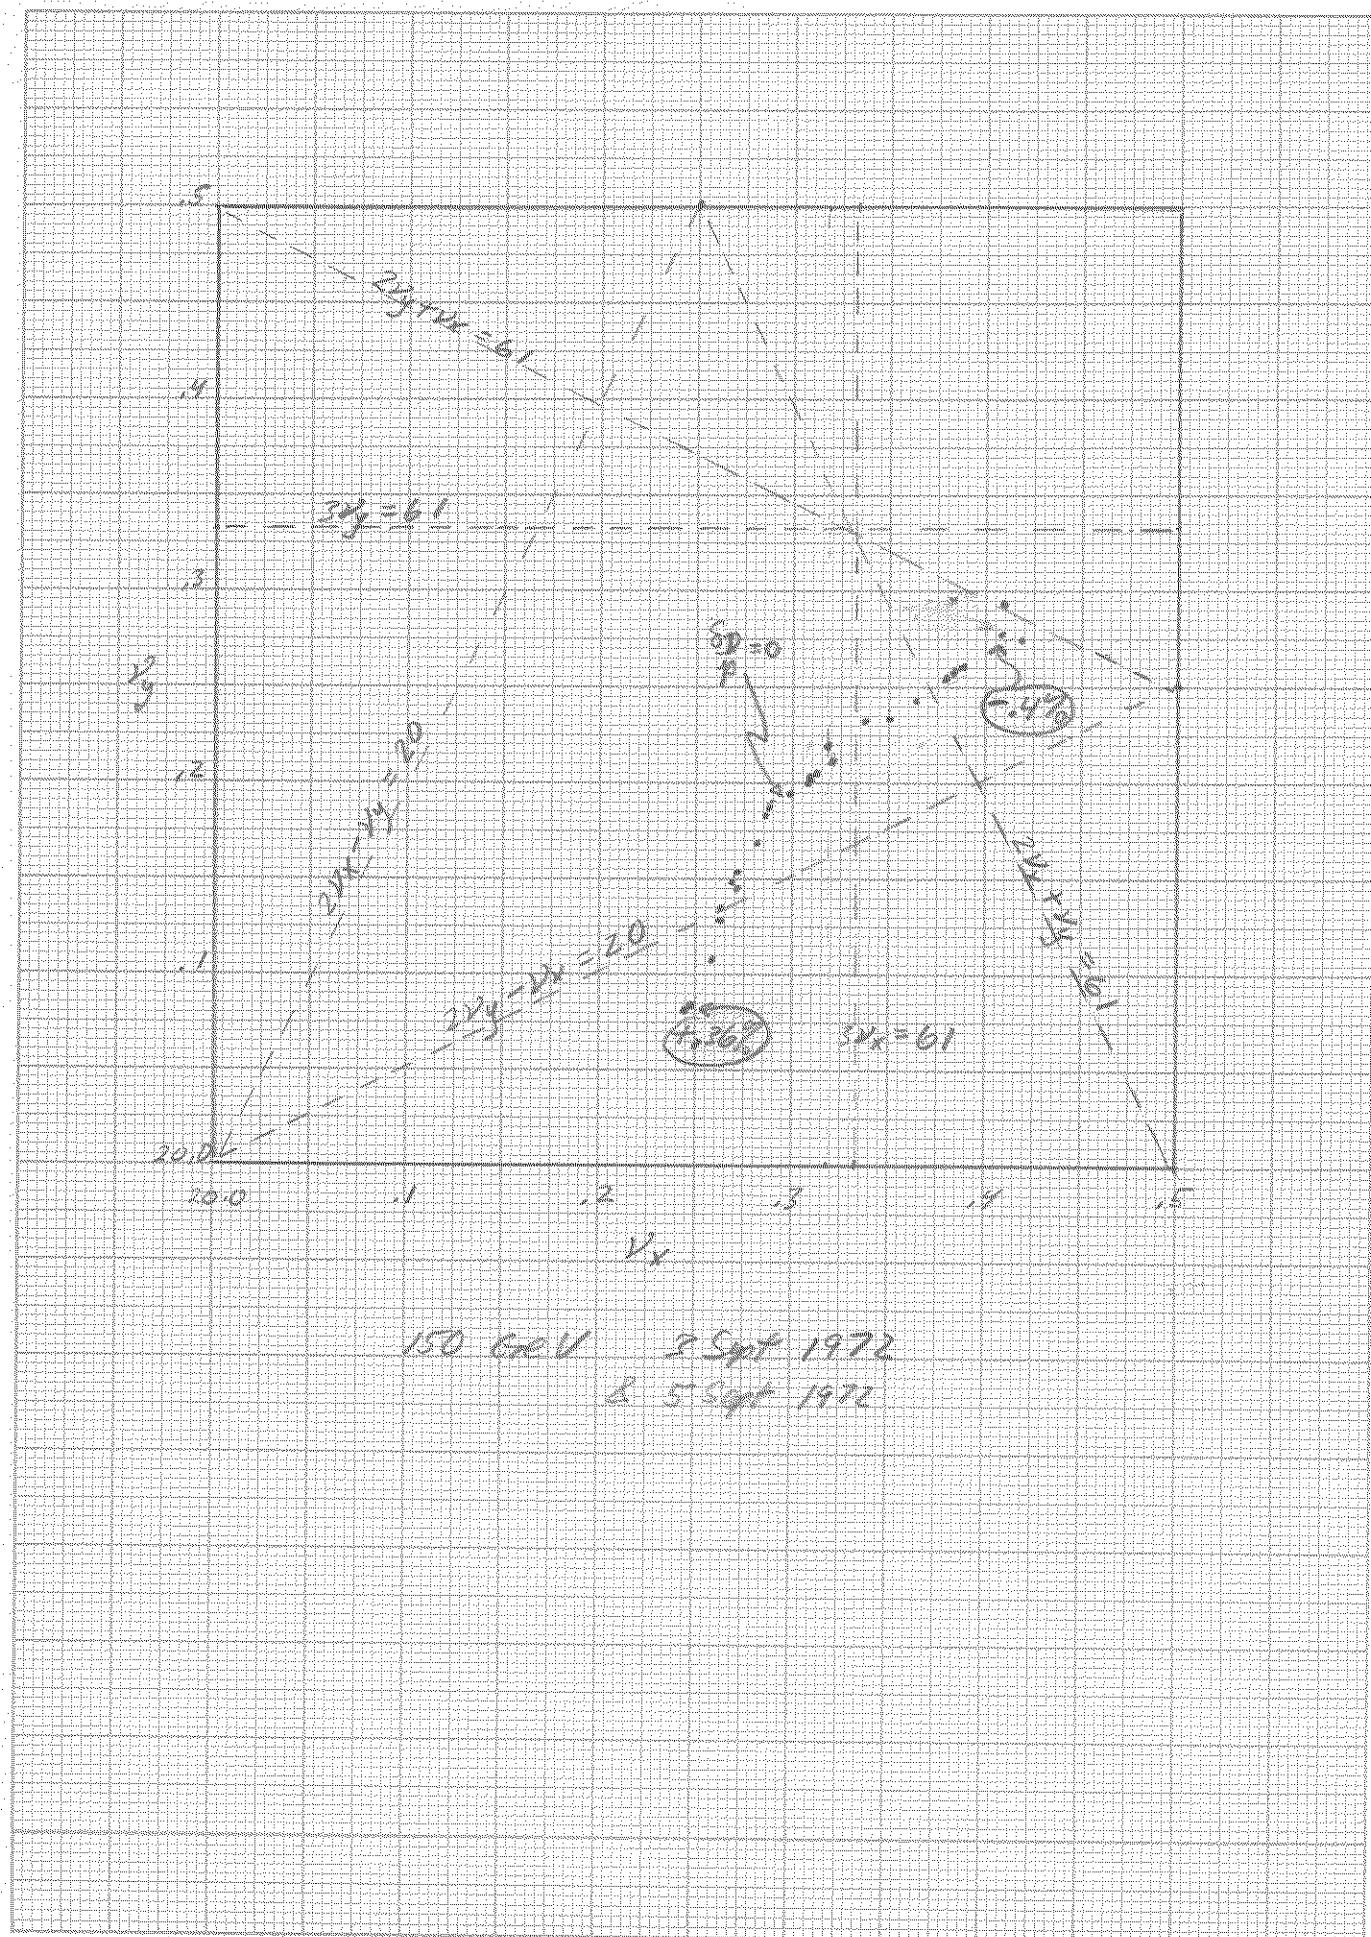 .5
2νy+νx=61
.4
3νy=61
.3
δp/p=0
νy
-.4%
2νx-νy=20
.2
2νx+νy=61
2νy-νx=20
.1
+.36%
3νx=61
20.0
20.0 .1 .2 .3 .4 .5
νx
150 GeV 3 Sept 1972
& 5 Sept 1972